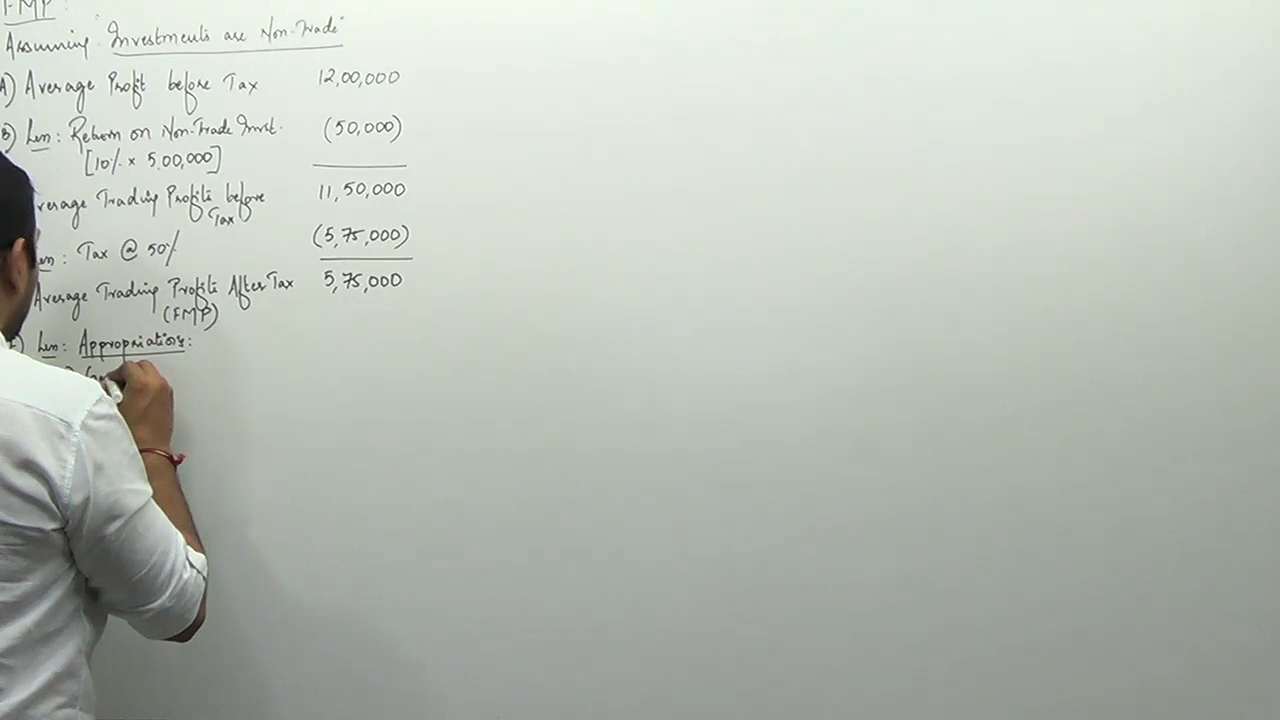 FMP:
Assuming "Investments are Non-Trade"
A) Average Profit before Tax 12,00,000
B) Less: Return on Non-Trade Invt. (50,000)
[10% × 5,00,000]
Average Trading Profits before 11,50,000
Tax
Less: Tax @ 50% (5,75,000)
Average Trading Profits After Tax 5,75,000
(FMP)
Less: Appropriations: